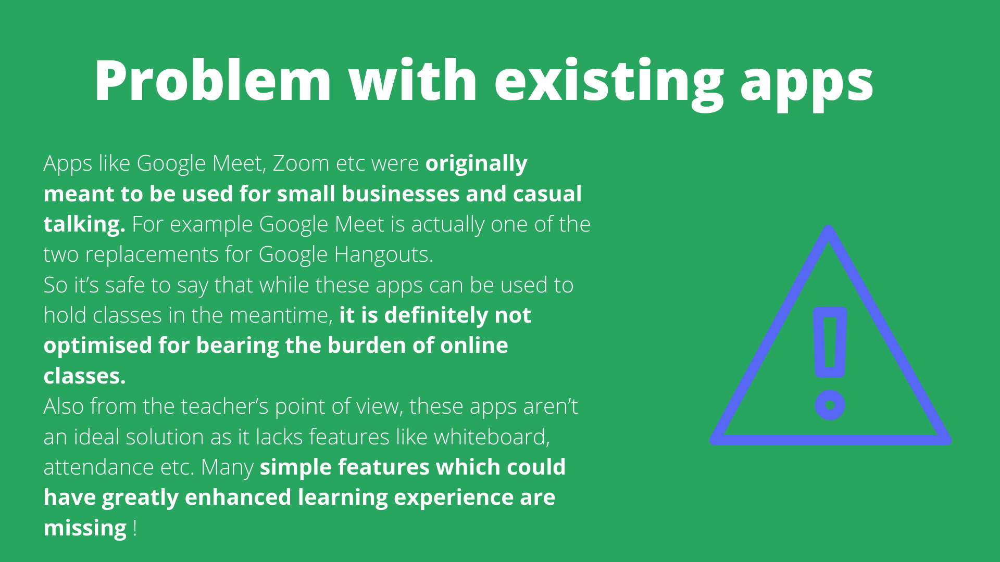 Problem with existing apps
Apps like Google Meet, Zoom etc were originally
meant to be used for small businesses and casual
talking. For example Google Meet is actually one of the
two replacements for Google Hangouts.
So it’s safe to say that while these apps can be used to
hold classes in the meantime, it is definitely not
optimised for bearing the burden of online
classes.
Also from the teacher’s point of view, these apps aren’t
an ideal solution as it lacks features like whiteboard,
attendance etc. Many simple features which could
have greatly enhanced learning experience are
missing !